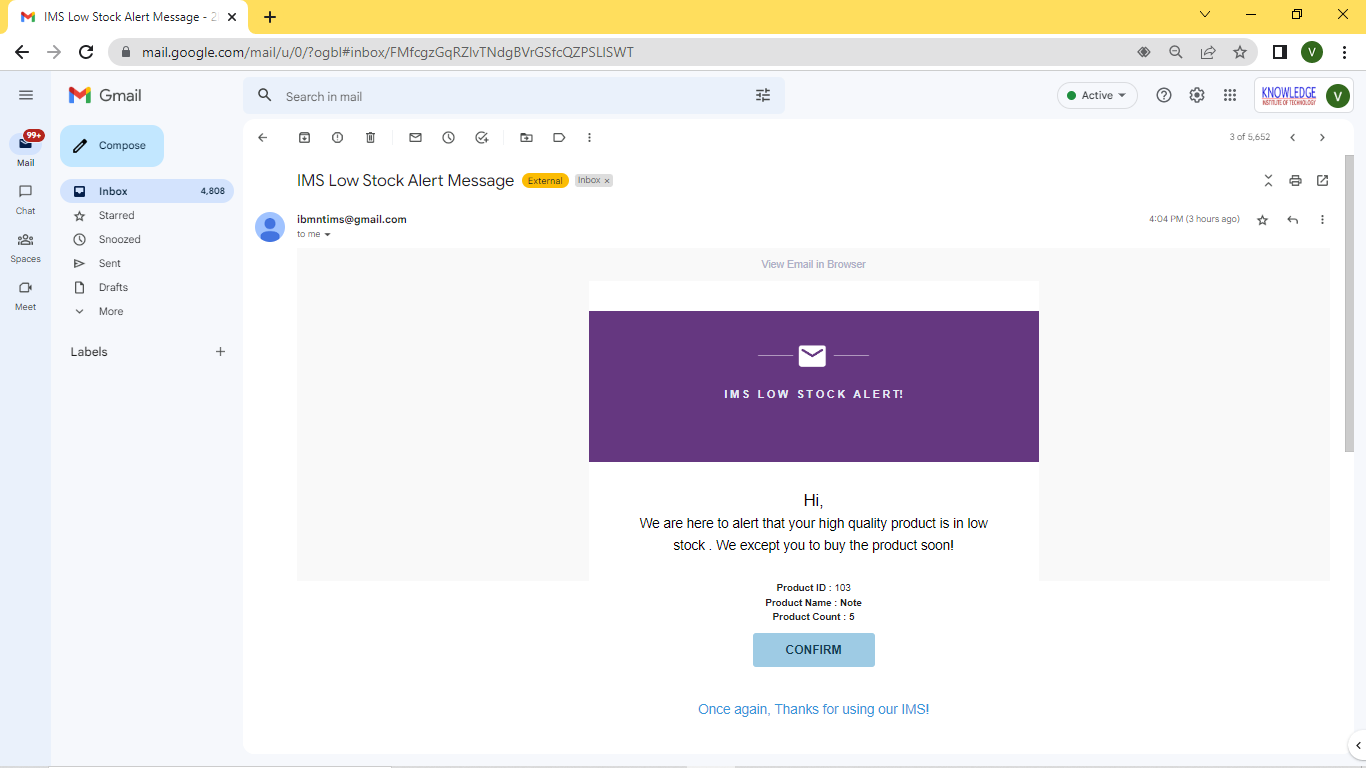 IMS Low Stock Alert Message - 2
mail.google.com/mail/u/0/?ogbl#inbox/FMfcgzGqRZlvTNdgBVrGSfcQZPSLISWT
V
Gmail
Search in mail
Active
KNOWLEDGE
INSTITUTE OF TECHNOLOGY
V
99+
Mail
Chat
Spaces
Meet
Compose
Inbox 4,808
Starred
Snoozed
Sent
Drafts
More
Labels
3 of 5,652
IMS Low Stock Alert Message External Inbox ×
ibmntims@gmail.com 4:04 PM (3 hours ago)
to me
View Email in Browser
IMS LOW STOCK ALERT!
Hi,
We are here to alert that your high quality product is in low
stock . We except you to buy the product soon!
Product ID : 103
Product Name : Note
Product Count : 5
CONFIRM
Once again, Thanks for using our IMS!